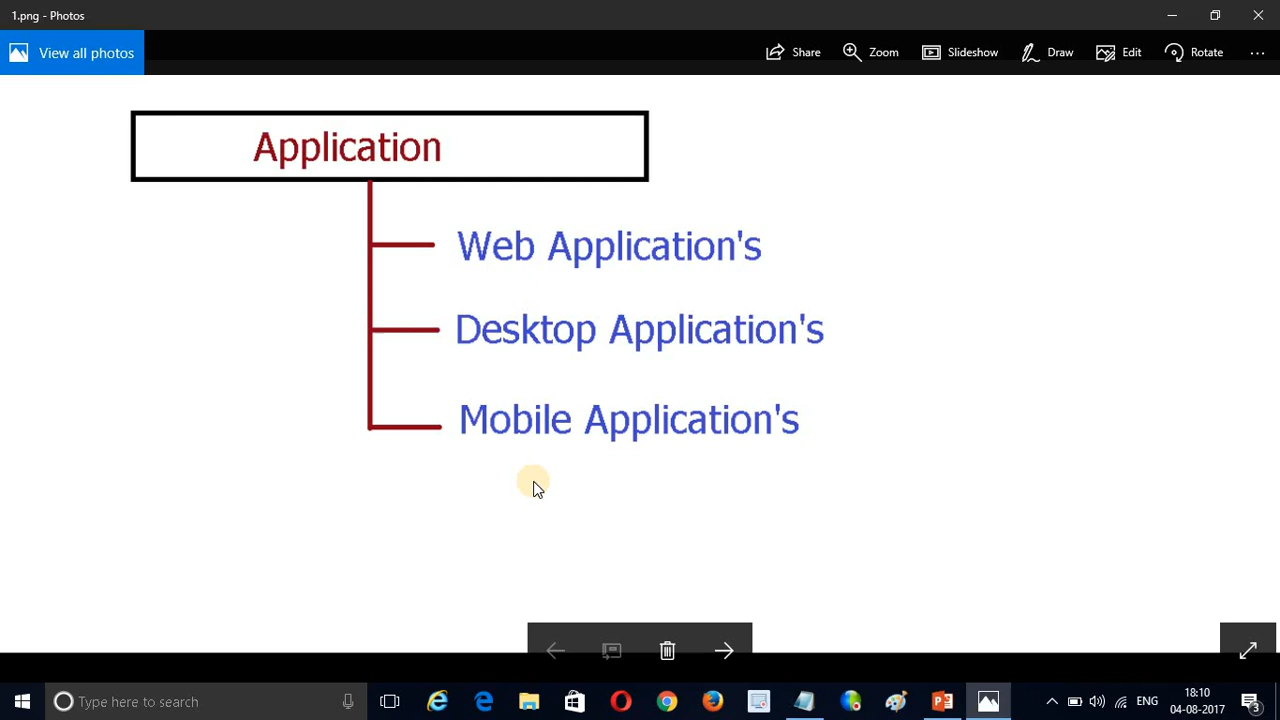 1.png - Photos
View all photos
Share
Zoom
Slideshow
Draw
Edit
Rotate
Application
Web Application's
Desktop Application's
Mobile Application's
Type here to search
ENG
18:10
04-08-2017
3